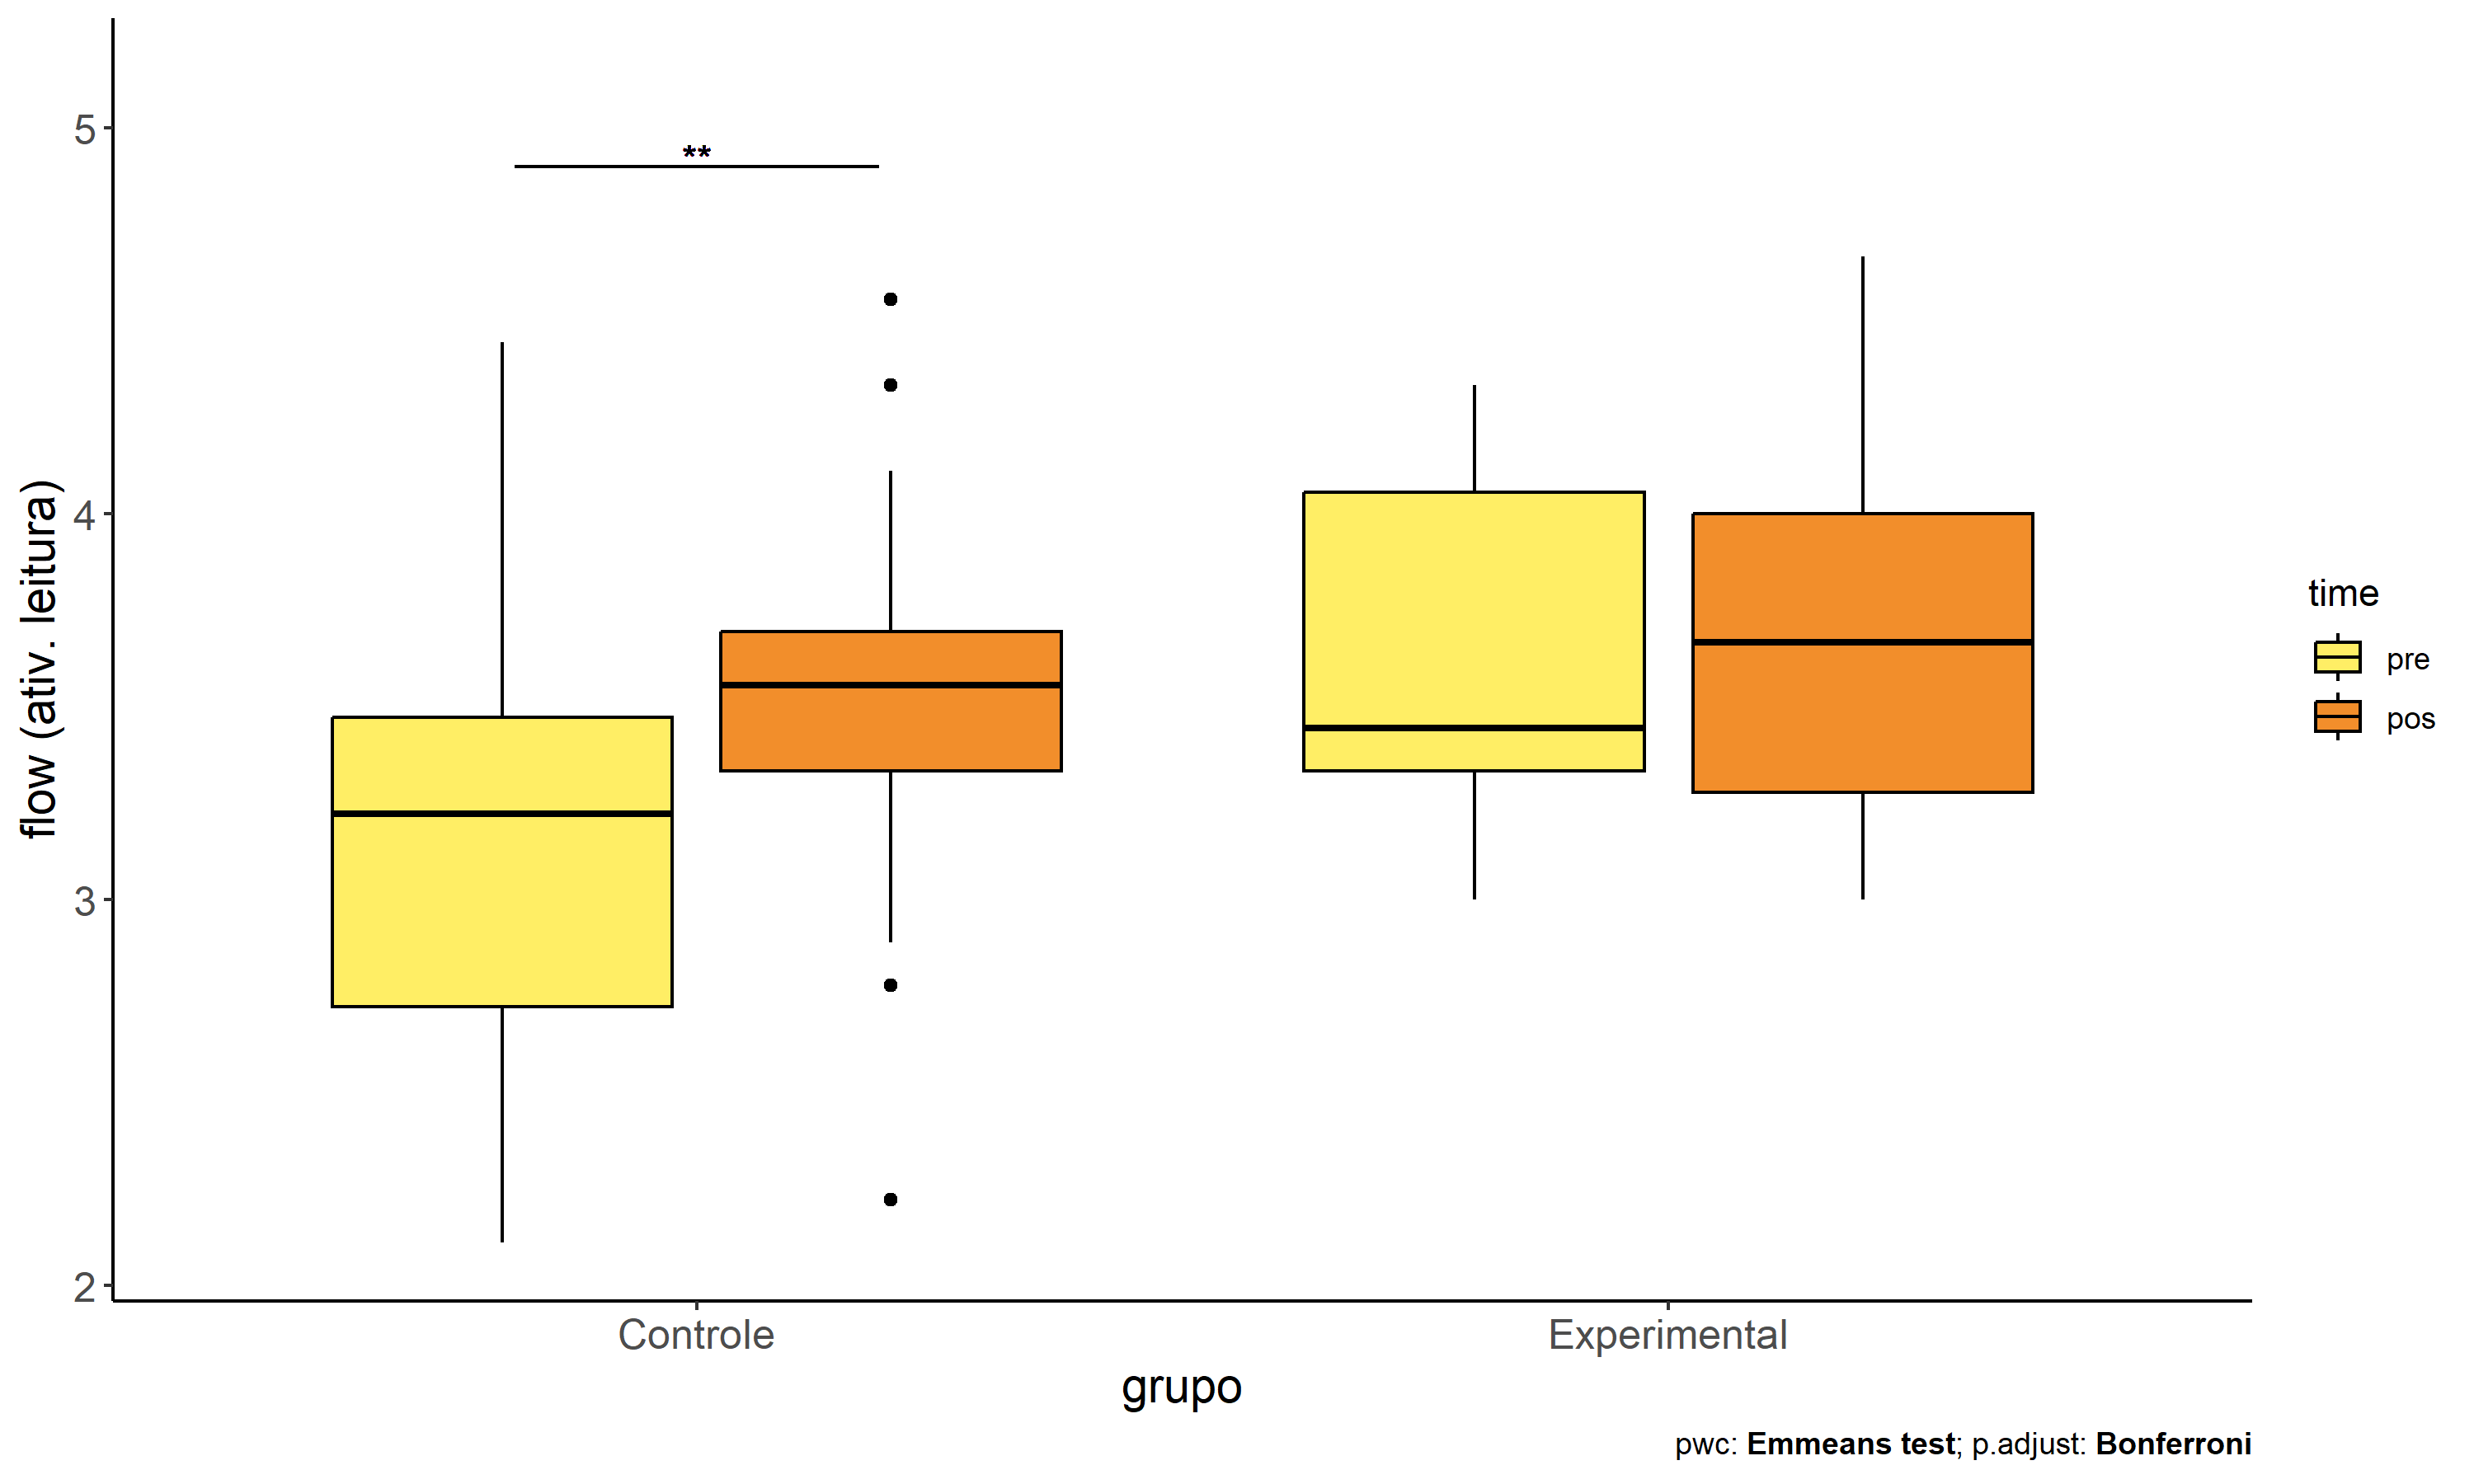 flow (ativ. leitura)
5
4
3
2
**
Controle
Experimental
grupo
time
pre
pos
pwc: Emmeans test; p.adjust: Bonferroni